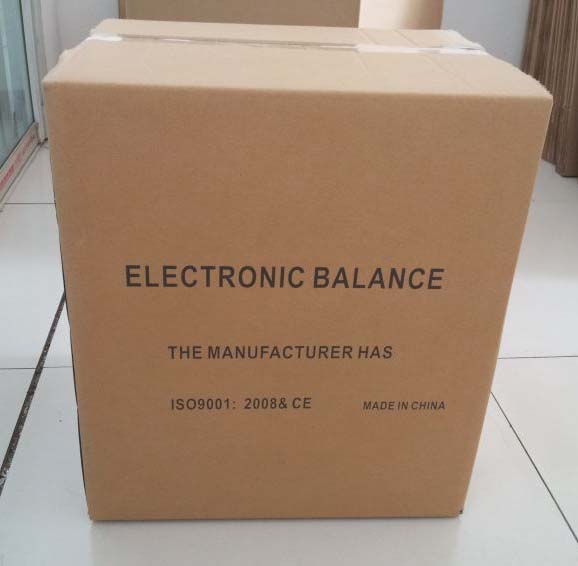 ELECTRONIC BALANCE
THE MANUFACTURER HAS
ISO9001: 2008& CE MADE IN CHINA